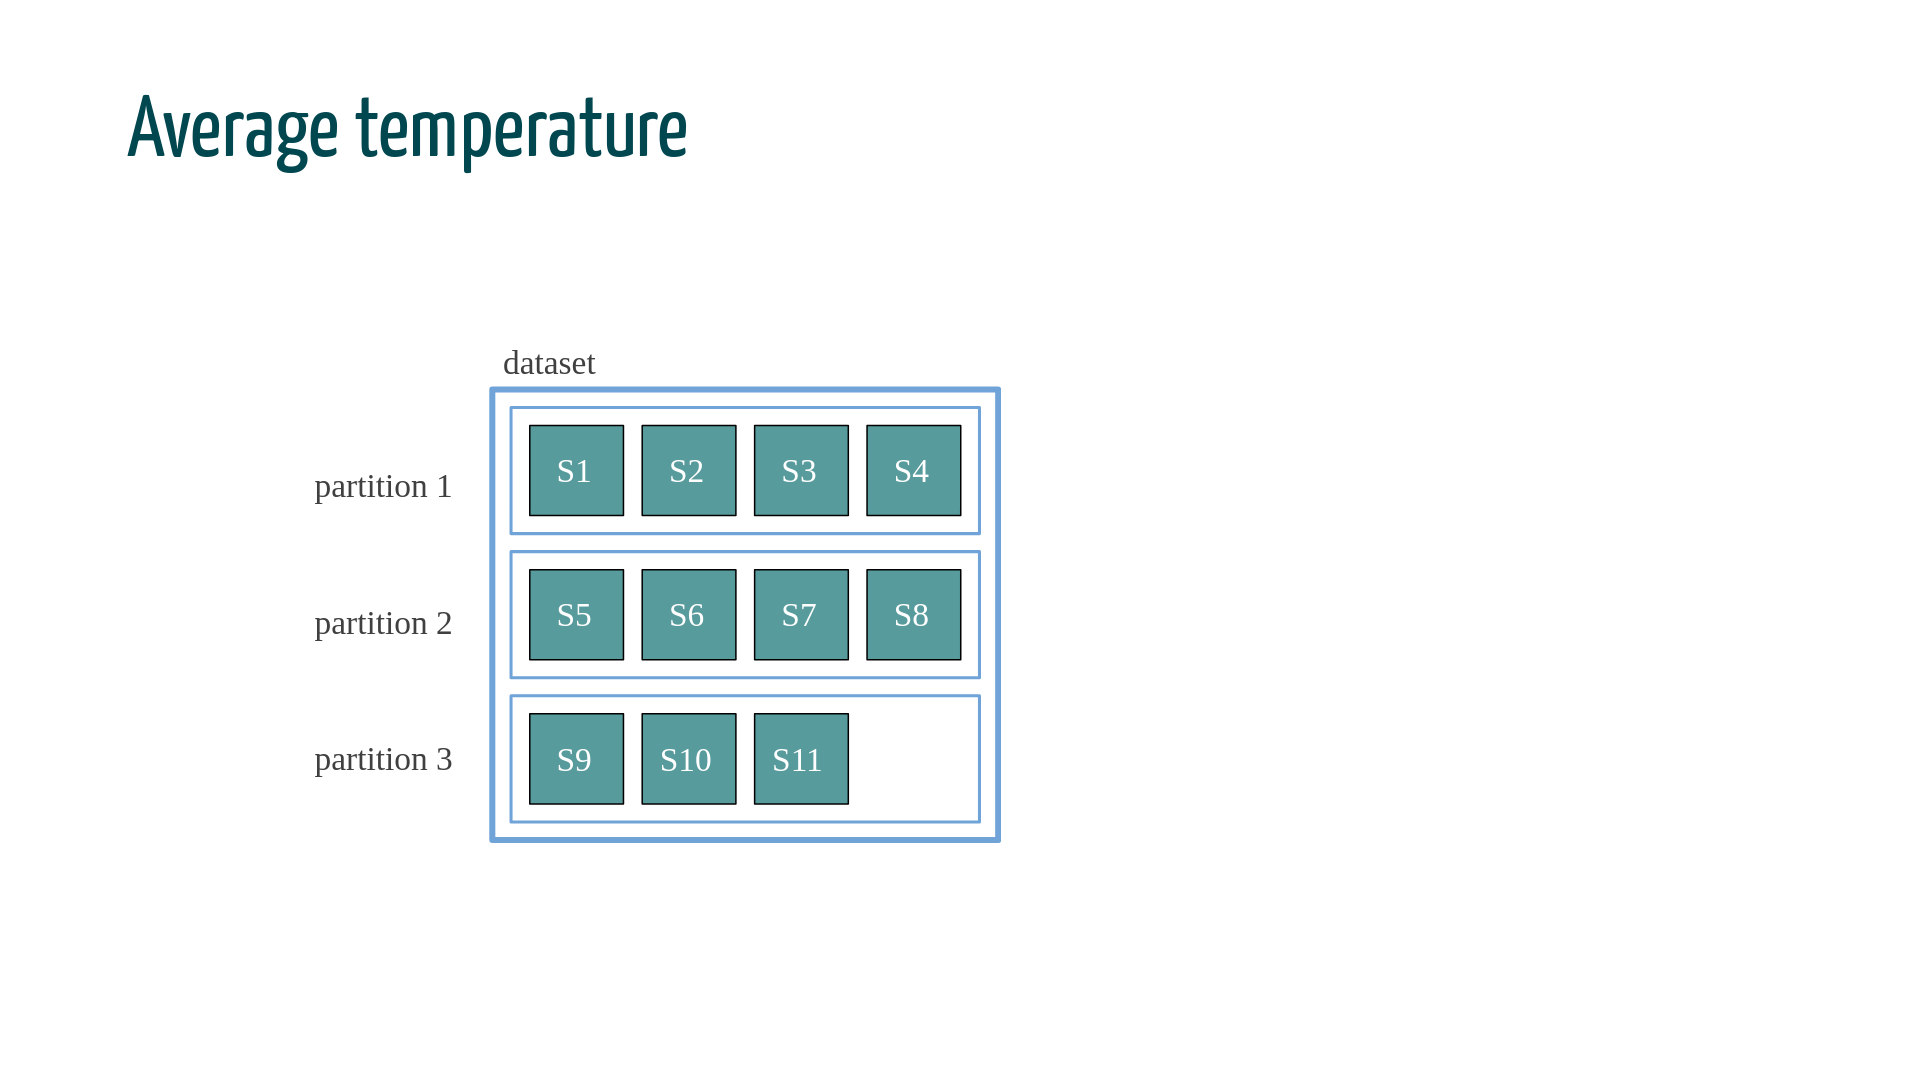 Average temperature
dataset
partition 1
S1 S2 S3 S4
partition 2
S5 S6 S7 S8
partition 3
S9 S10 S11